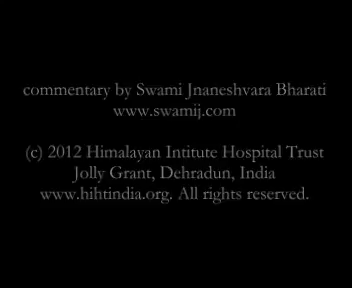 commentary by Swami Jnaneshvara Bharati
www.swamij.com
(c) 2012 Himalayan Intitute Hospital Trust
Jolly Grant, Dehradun, India
www.hihtindia.org. All rights reserved.